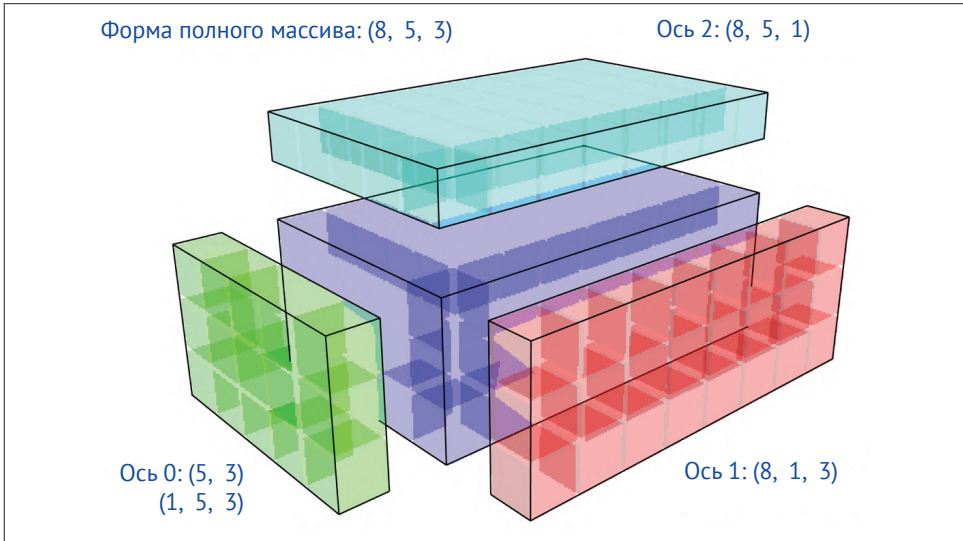 Форма полного массива: (8, 5, 3)
Ось 2: (8, 5, 1)
Ось 0: (5, 3)
(1, 5, 3)
Ось 1: (8, 1, 3)